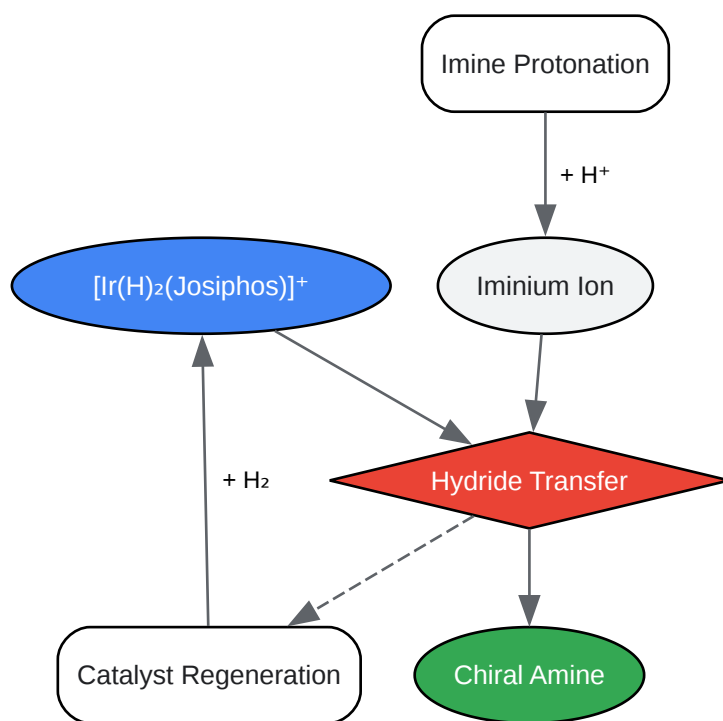 Imine Protonation
+ H⁺
[Ir(H)₂(Josiphos)]⁺
Iminium Ion
Hydride Transfer
+ H₂
Catalyst Regeneration
Chiral Amine